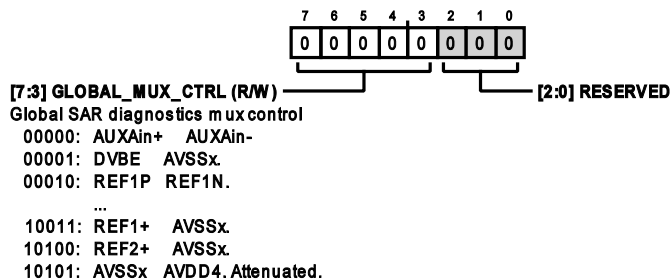 7 6 5 4 3 2 1 0
0 0 0 0 0 0 0 0
[7:3] GLOBAL_MUX_CTRL (R/W) [2:0] RESERVED
Global SAR diagnostics mux control
00000: AUXAin+ AUXAin-
00001: DVBE AVSSx.
00010: REF1P REF1N.
...
10011: REF1+ AVSSx.
10100: REF2+ AVSSx.
10101: AVSSx AVDD4, Attenuated.